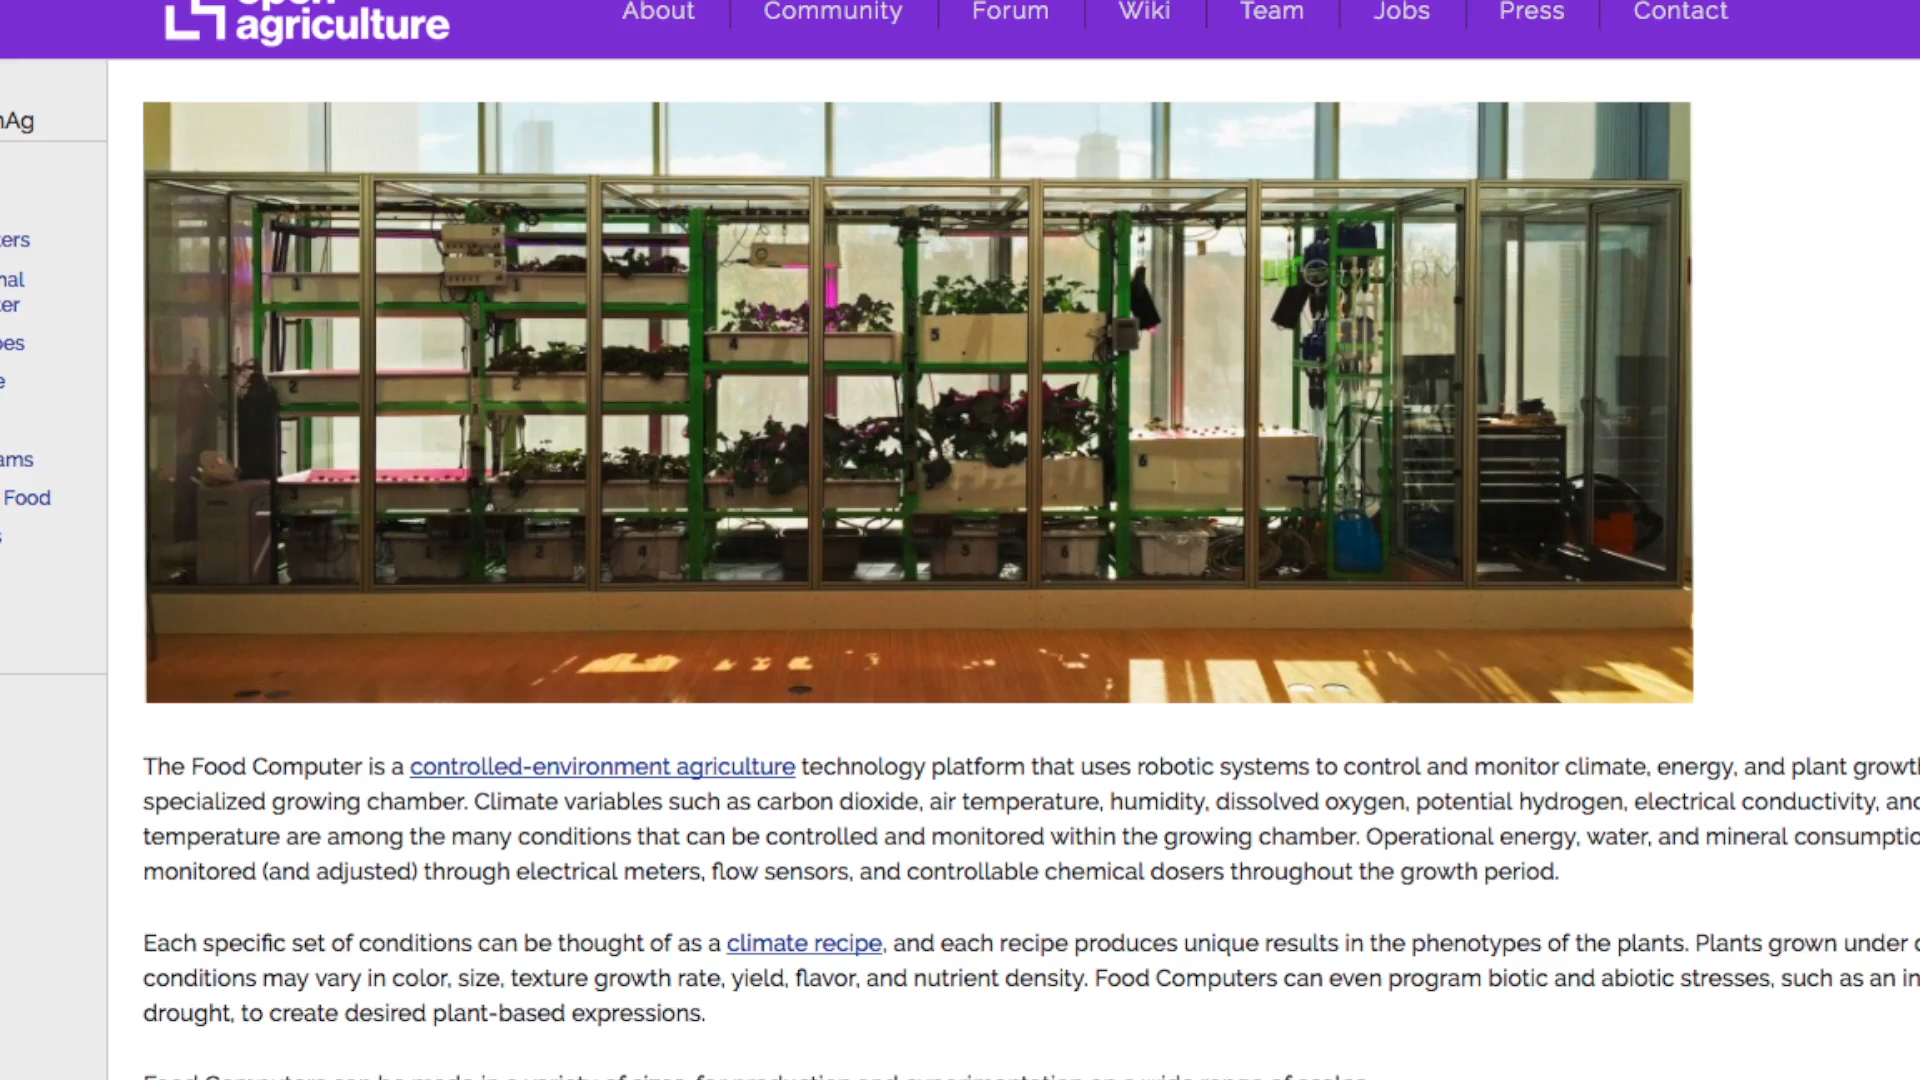 agriculture
About
Community
Forum
Wiki
Team
Jobs
Press
Contact
nAg
ers
nal
er
pes
e
ams
Food
s
The Food Computer is a controlled-environment agriculture technology platform that uses robotic systems to control and monitor climate, energy, and plant growth
specialized growing chamber. Climate variables such as carbon dioxide, air temperature, humidity, dissolved oxygen, potential hydrogen, electrical conductivity, and
temperature are among the many conditions that can be controlled and monitored within the growing chamber. Operational energy, water, and mineral consumptio
monitored (and adjusted) through electrical meters, flow sensors, and controllable chemical dosers throughout the growth period.
Each specific set of conditions can be thought of as a climate recipe, and each recipe produces unique results in the phenotypes of the plants. Plants grown under
conditions may vary in color, size, texture growth rate, yield, flavor, and nutrient density. Food Computers can even program biotic and abiotic stresses, such as an in
drought, to create desired plant-based expressions.